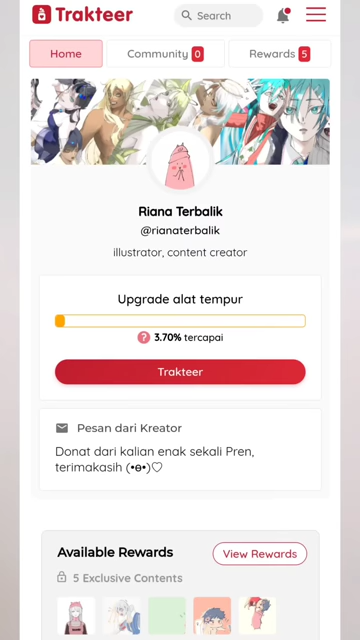 Trakteer
Search
Home
Community 0
Rewards 5
Riana Terbalik
@rianaterbalik
illustrator, content creator
Upgrade alat tempur
? 3.70% tercapai
Trakteer
Pesan dari Kreator
Donat dari kalian enak sekali Pren,
terimakasih (•ɵ•)♡
Available Rewards
View Rewards
5 Exclusive Contents